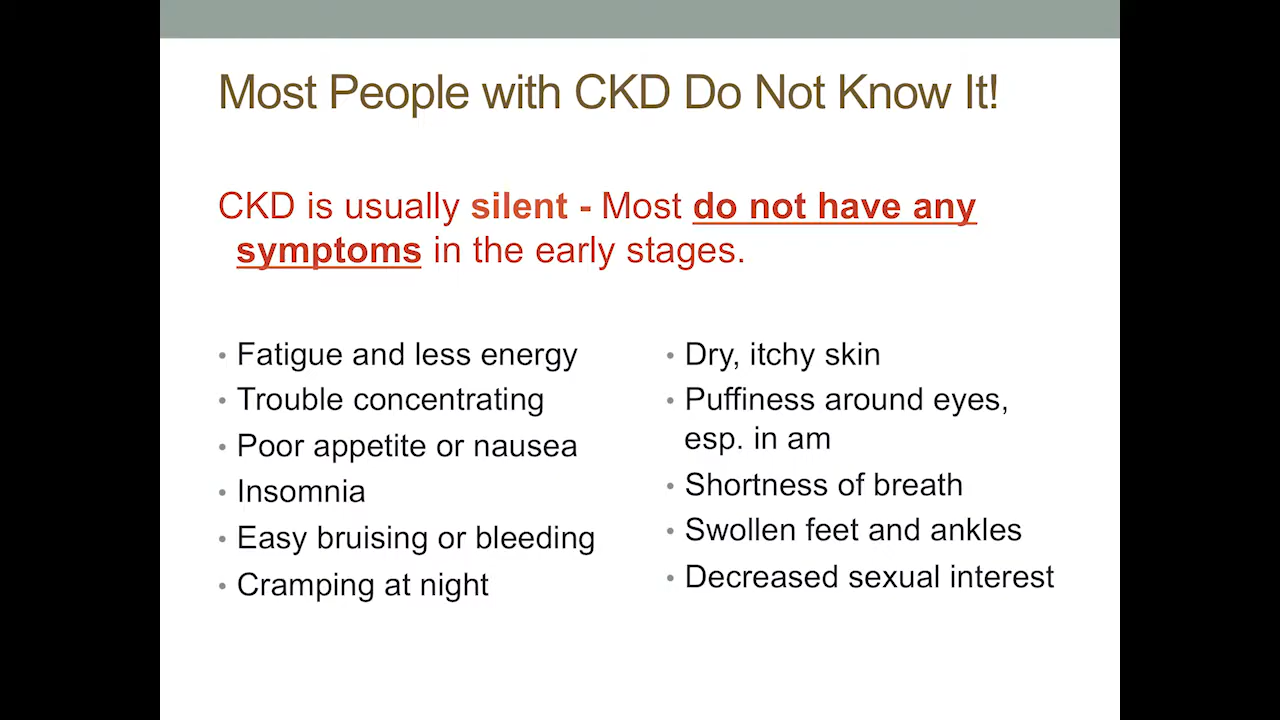 Most People with CKD Do Not Know It!
CKD is usually silent - Most do not have any
symptoms in the early stages.
• Fatigue and less energy
• Trouble concentrating
• Poor appetite or nausea
• Insomnia
• Easy bruising or bleeding
• Cramping at night
• Dry, itchy skin
• Puffiness around eyes,
esp. in am
• Shortness of breath
• Swollen feet and ankles
• Decreased sexual interest